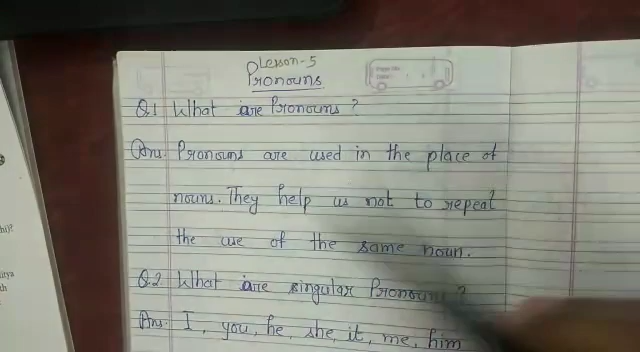 Lesson-5
Pronouns
Q1 What are Pronouns?
Ans. Pronouns are used in the place of
nouns. They help us not to repeat
the use of the same noun.
Q2 What are singular Pronouns?
Ans. I, you, he, she, it, me, him